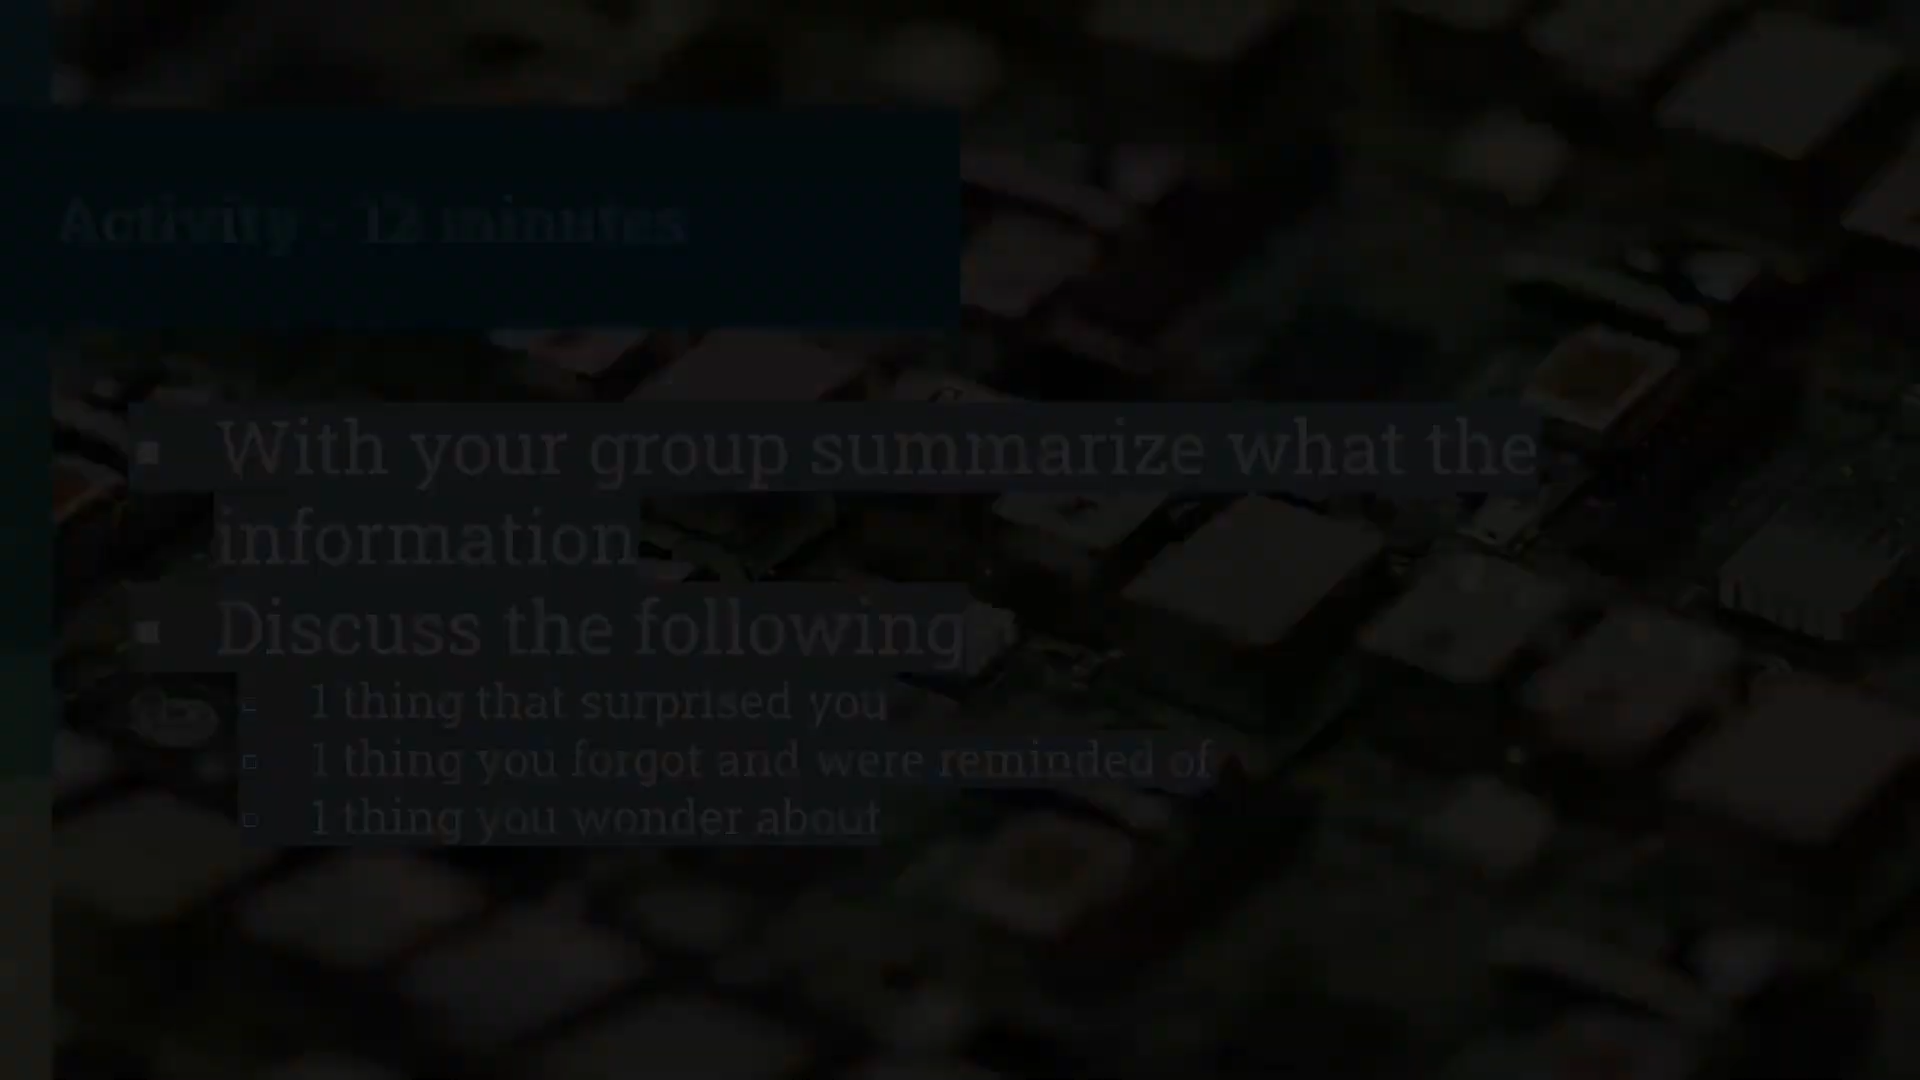 Activity - 12 minutes
▪ With your group summarize what the
information
▪ Discuss the following
▫ 1 thing that surprised you
▫ 1 thing you forgot and were reminded of
▫ 1 thing you wonder about